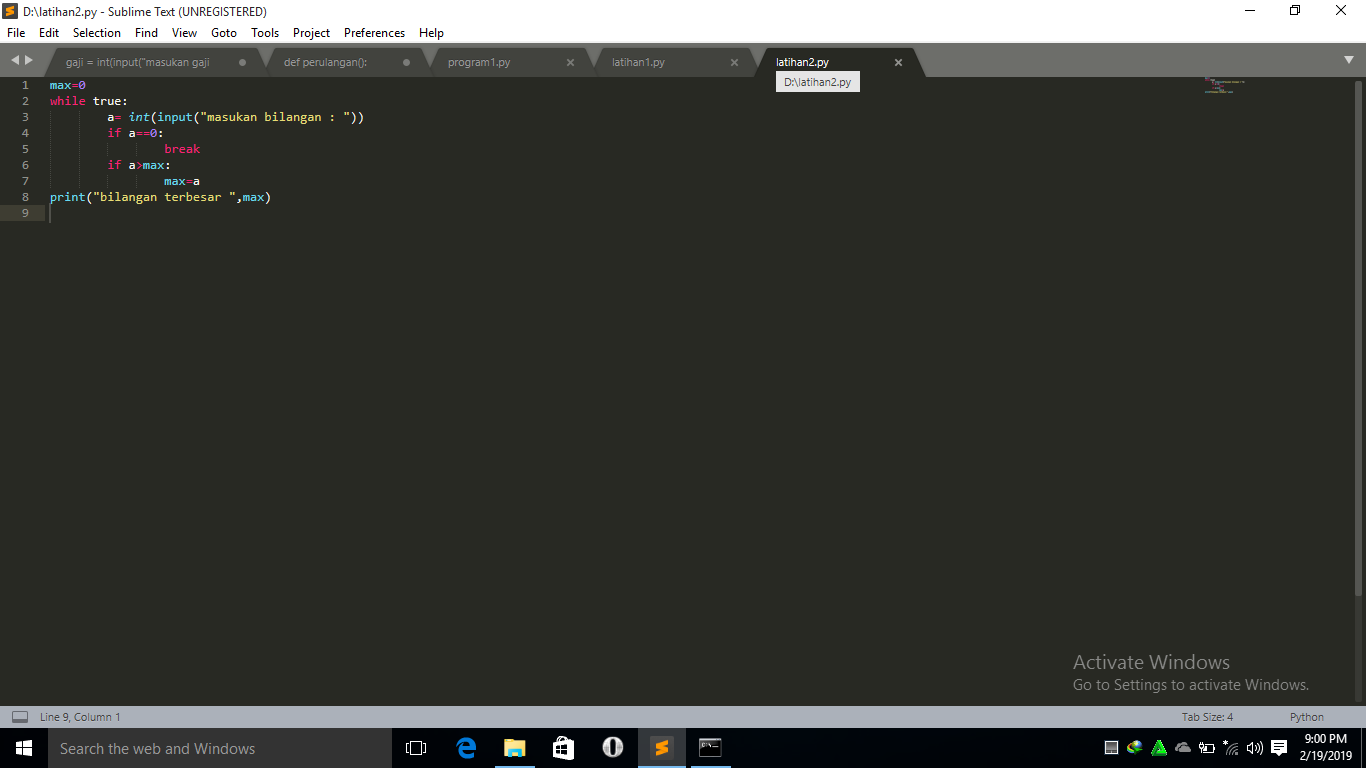 D:\latihan2.py - Sublime Text (UNREGISTERED)
File Edit Selection Find View Goto Tools Project Preferences Help
gaji = int(input("masukan gaji def perulangan(): program1.py latihan1.py latihan2.py
D:\latihan2.py
1 max=0
2 while true:
3 a= int(input("masukan bilangan : "))
4 if a==0:
5 break
6 if a>max:
7 max=a
8 print("bilangan terbesar ",max)
9
Activate Windows
Go to Settings to activate Windows.
Line 9, Column 1 Tab Size: 4 Python
Search the web and Windows
9:00 PM
2/19/2019